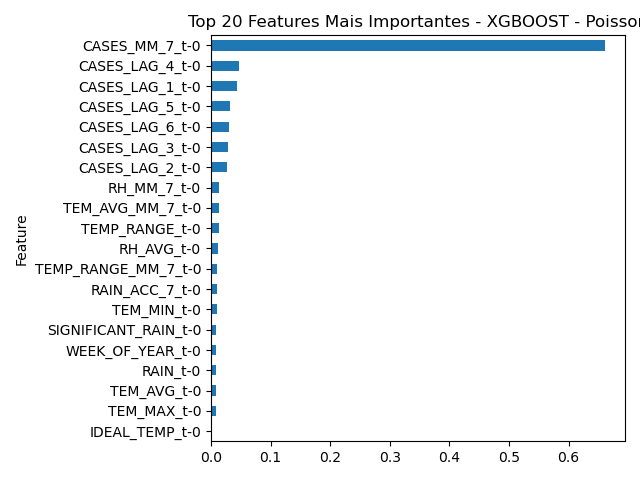 Top 20 Features Mais Importantes - XGBOOST - Poisson
CASES_MM_7_t-0
CASES_LAG_4_t-0
CASES_LAG_1_t-0
CASES_LAG_5_t-0
CASES_LAG_6_t-0
CASES_LAG_3_t-0
CASES_LAG_2_t-0
RH_MM_7_t-0
TEM_AVG_MM_7_t-0
TEMP_RANGE_t-0
RH_AVG_t-0
TEMP_RANGE_MM_7_t-0
RAIN_ACC_7_t-0
TEM_MIN_t-0
SIGNIFICANT_RAIN_t-0
WEEK_OF_YEAR_t-0
RAIN_t-0
TEM_AVG_t-0
TEM_MAX_t-0
IDEAL_TEMP_t-0
Feature
0.0 0.1 0.2 0.3 0.4 0.5 0.6